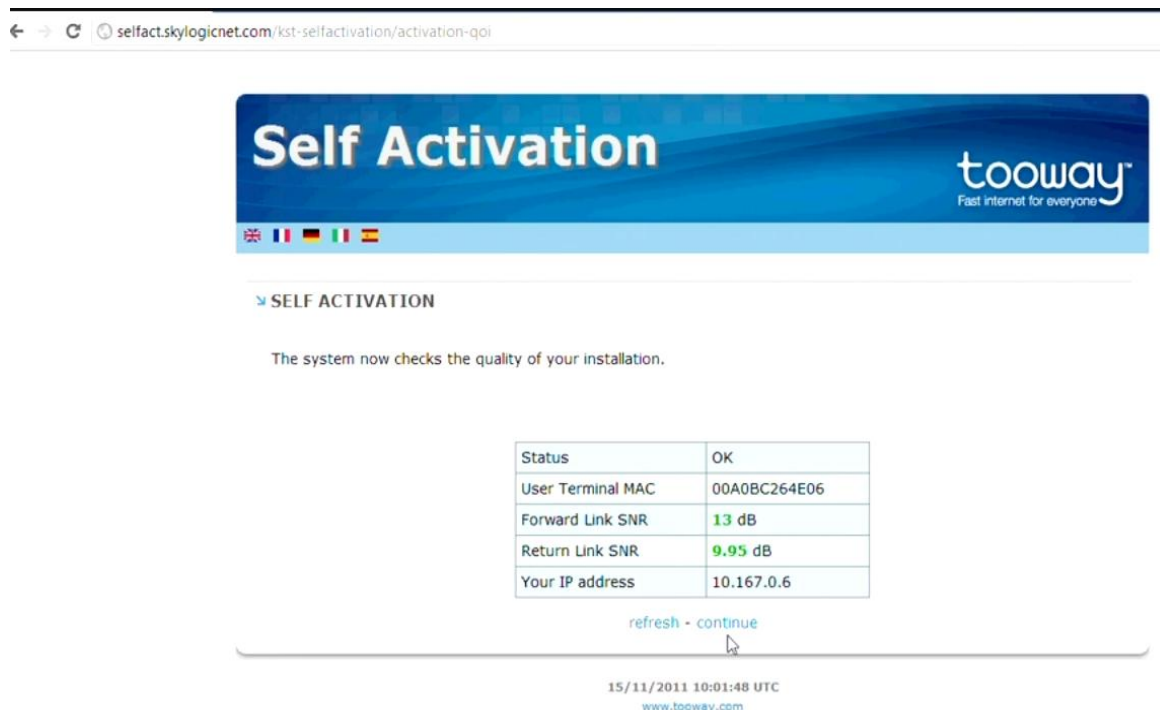 selfact.skylogicnet.com/kst-selfactivation/activation-qoi
Self Activation
tooway™
Fast internet for everyone
SELF ACTIVATION
The system now checks the quality of your installation.
Status OK
User Terminal MAC 00A0BC264E06
Forward Link SNR 13 dB
Return Link SNR 9.95 dB
Your IP address 10.167.0.6
refresh - continue
15/11/2011 10:01:48 UTC
www.tooway.com